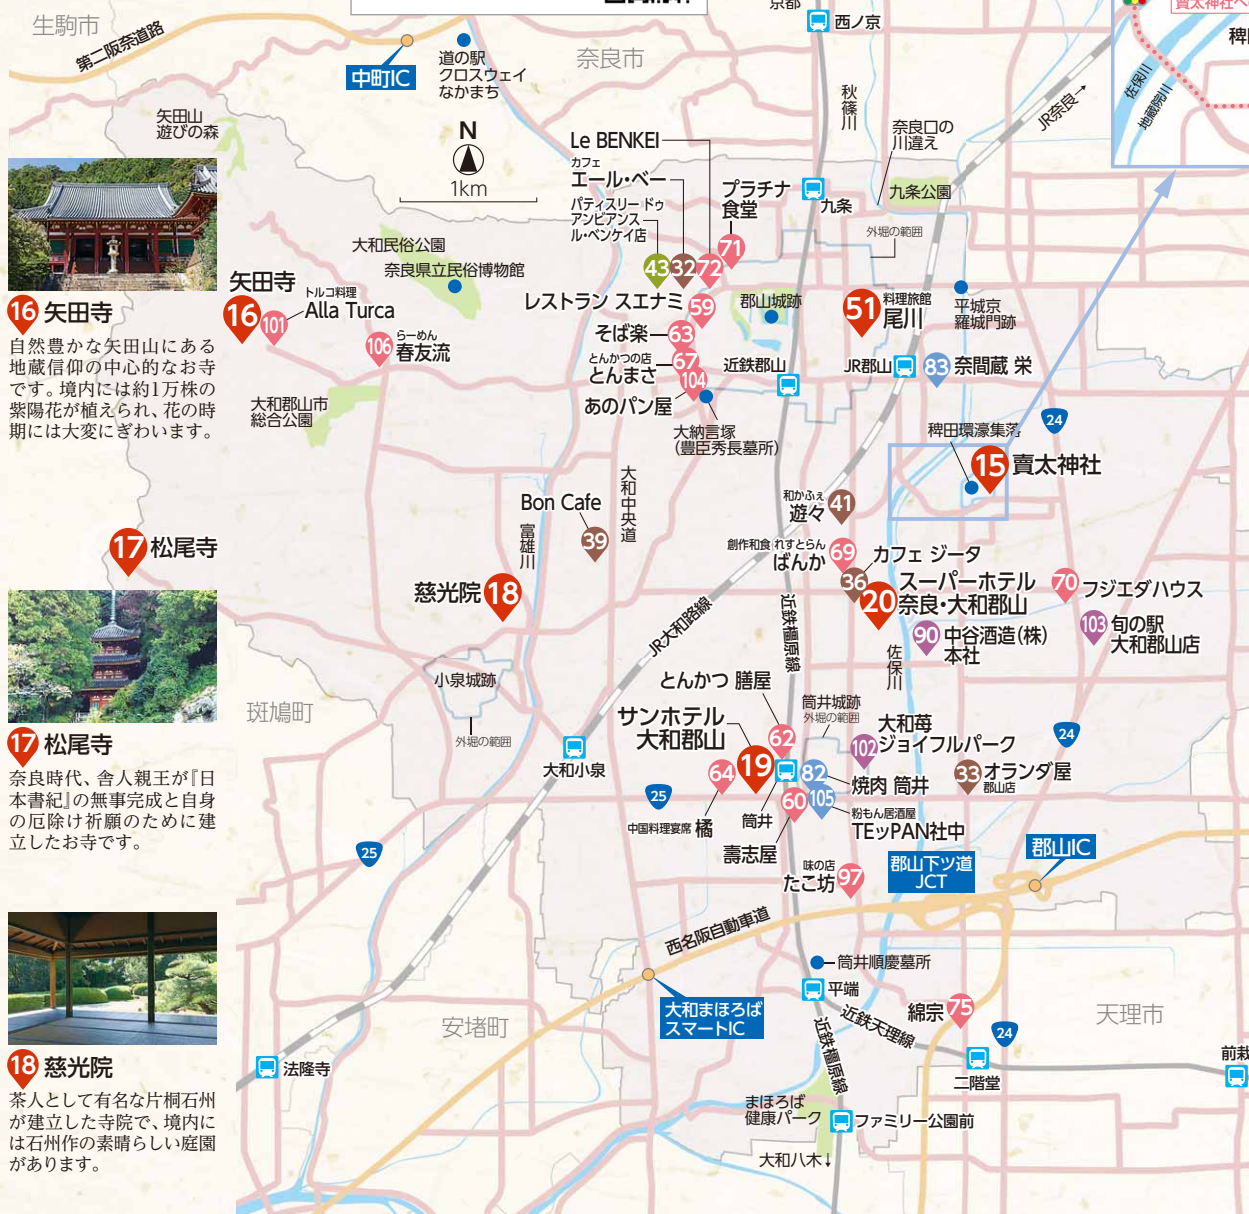 生駒市
第二阪奈道路
中町IC
道の駅
クロスウェイ
なかまち
奈良市
京都
西ノ京
賣太神社へ
佐保川
地蔵院川
矢田山
遊びの森
N
1km
秋篠川
奈良口の
川違え
JR奈良→
Le BENKEI
カフェ
エール・ベー
パティスリー ドゥ
アンビアンス
ル・ベンケイ店
プラチナ
食堂
九条
九条公園
外堀の範囲
大和民俗公園
奈良県立民俗博物館
43
32
72
71
矢田寺
16
トルコ料理
Alla Turca
101
106
らーめん
春友流
レストラン スエナミ
59
そば楽
63
とんかつの店
とんまさ
67
104
あのパン屋
大納言塚
(豊臣秀長墓所)
郡山城跡
近鉄郡山
51
料理旅館
尾川
平城京
羅城門跡
JR郡山
83
奈間蔵 栄
16 矢田寺
自然豊かな矢田山にある
地蔵信仰の中心的なお寺
です。境内には約1万株の
紫陽花が植えられ、花の時
期には大変にぎわいます。
大和郡山市
総合公園
稗田環濠集落
24
15
賣太神社
大和中央道
Bon Cafe
39
富雄川
和かふぇ
遊々
41
創作和食 れすとらん
ばんか
69
カフェ ジータ
36
20
スーパーホテル
奈良・大和郡山
70
フジエダハウス
90
中谷酒造(株)
本社
103
旬の駅
大和郡山店
17 松尾寺
慈光院
18
JR大和路線
近鉄橿原線
佐保川
小泉城跡
外堀の範囲
斑鳩町
大和小泉
とんかつ 膳屋
62
サンホテル
大和郡山
19
筒井城跡
外堀の範囲
大和苺
ジョイフルパーク
102
24
64
中国料理宴席 橘
25
筒井
82
焼肉 筒井
33
オランダ屋
郡山店
60
105
粉もん居酒屋
TEッPAN社中
壽志屋
17 松尾寺
奈良時代、舎人親王が『日
本書紀』の無事完成と自身
の厄除け祈願のために建
立したお寺です。
25
味の店
たこ坊
97
郡山下ツ道
JCT
郡山IC
西名阪自動車道
筒井順慶墓所
平端
大和まほろば
スマートIC
安堵町
近鉄天理線
近鉄橿原線
綿宗
75
24
天理市
二階堂
前栽
法隆寺
18 慈光院
茶人として有名な片桐石州
が建立した寺院で、境内に
は石州作の素晴らしい庭園
があります。
まほろば
健康パーク
ファミリー公園前
大和八木↓